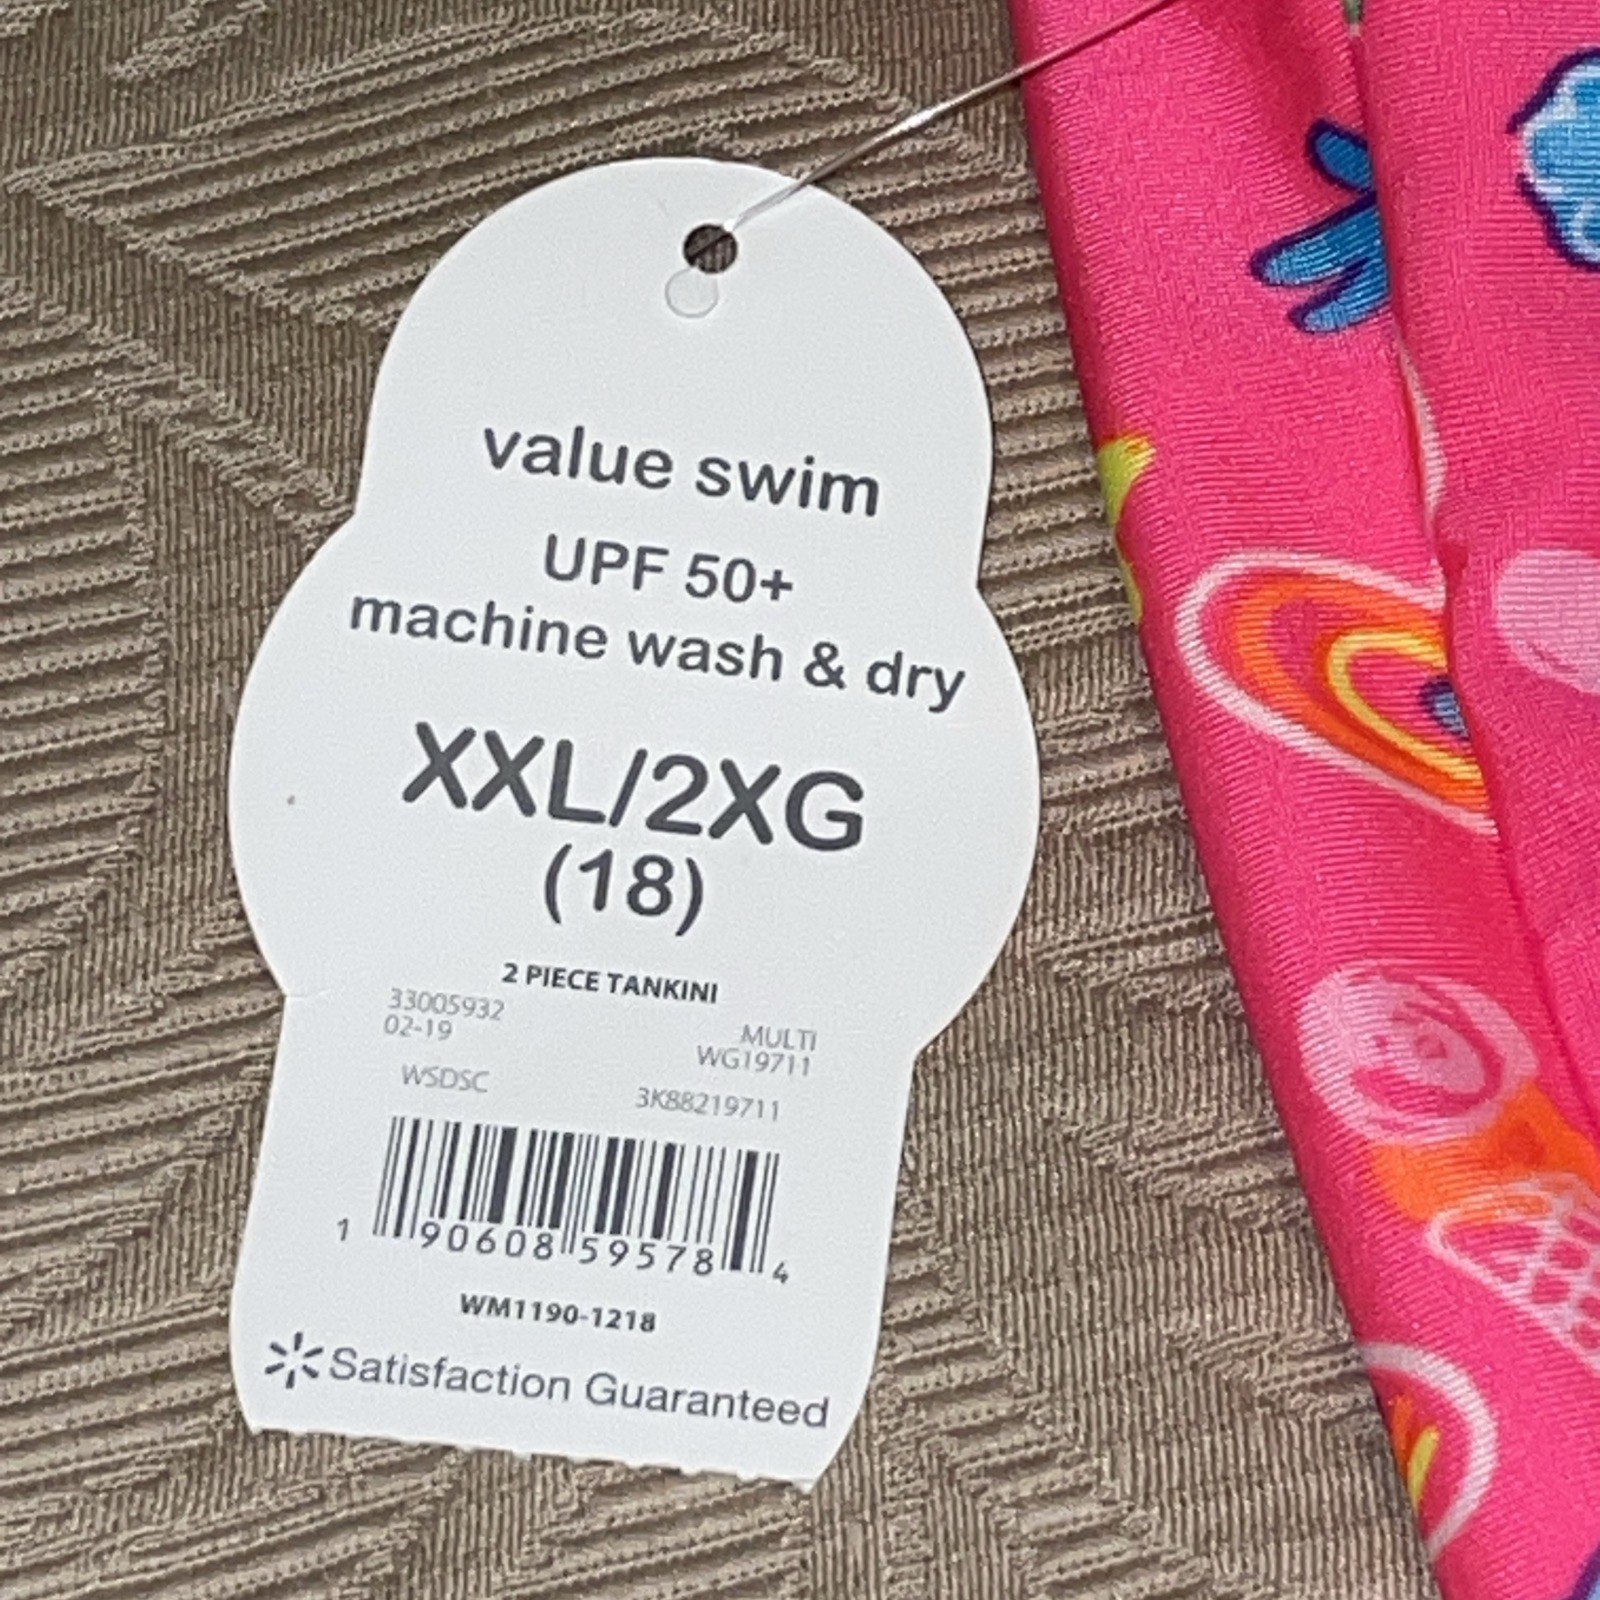 value swim
UPF 50+
machine wash & dry
XXL/2XG
(18)
2 PIECE TANKINI
33005932
02-19
MULTI
WG19711
WSDSC
3K88219711
1 90608 59578 4
WM1190-1218
Satisfaction Guaranteed